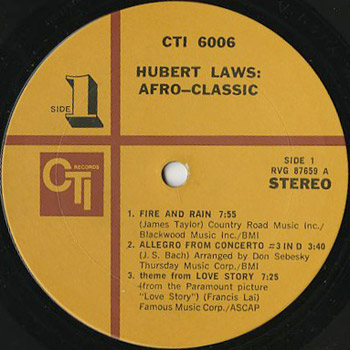 CTI 6006
HUBERT LAWS:
AFRO-CLASSIC
SIDE 1
CTI RECORDS
SIDE 1
RVG 87659 A
STEREO
1. FIRE AND RAIN 7:55
(James Taylor) Country Road Music Inc./
Blackwood Music Inc./BMI
2. ALLEGRO FROM CONCERTO #3 IN D 3:40
(J. S. Bach) Arranged by Don Sebesky
Thursday Music Corp./BMI
3. theme from LOVE STORY 7:25
(from the Paramount picture
"Love Story") (Francis Lai)
Famous Music Corp./ASCAP